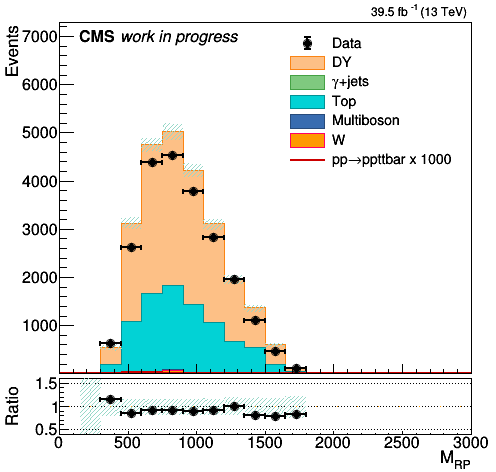 39.5 fb⁻¹ (13 TeV)
CMS work in progress
Events
7000
6000
5000
4000
3000
2000
1000
Data
DY
γ+jets
Top
Multiboson
W
pp→ppttbar x 1000
Ratio
1.5
1
0.5
0 500 1000 1500 2000 2500 3000
M_RP